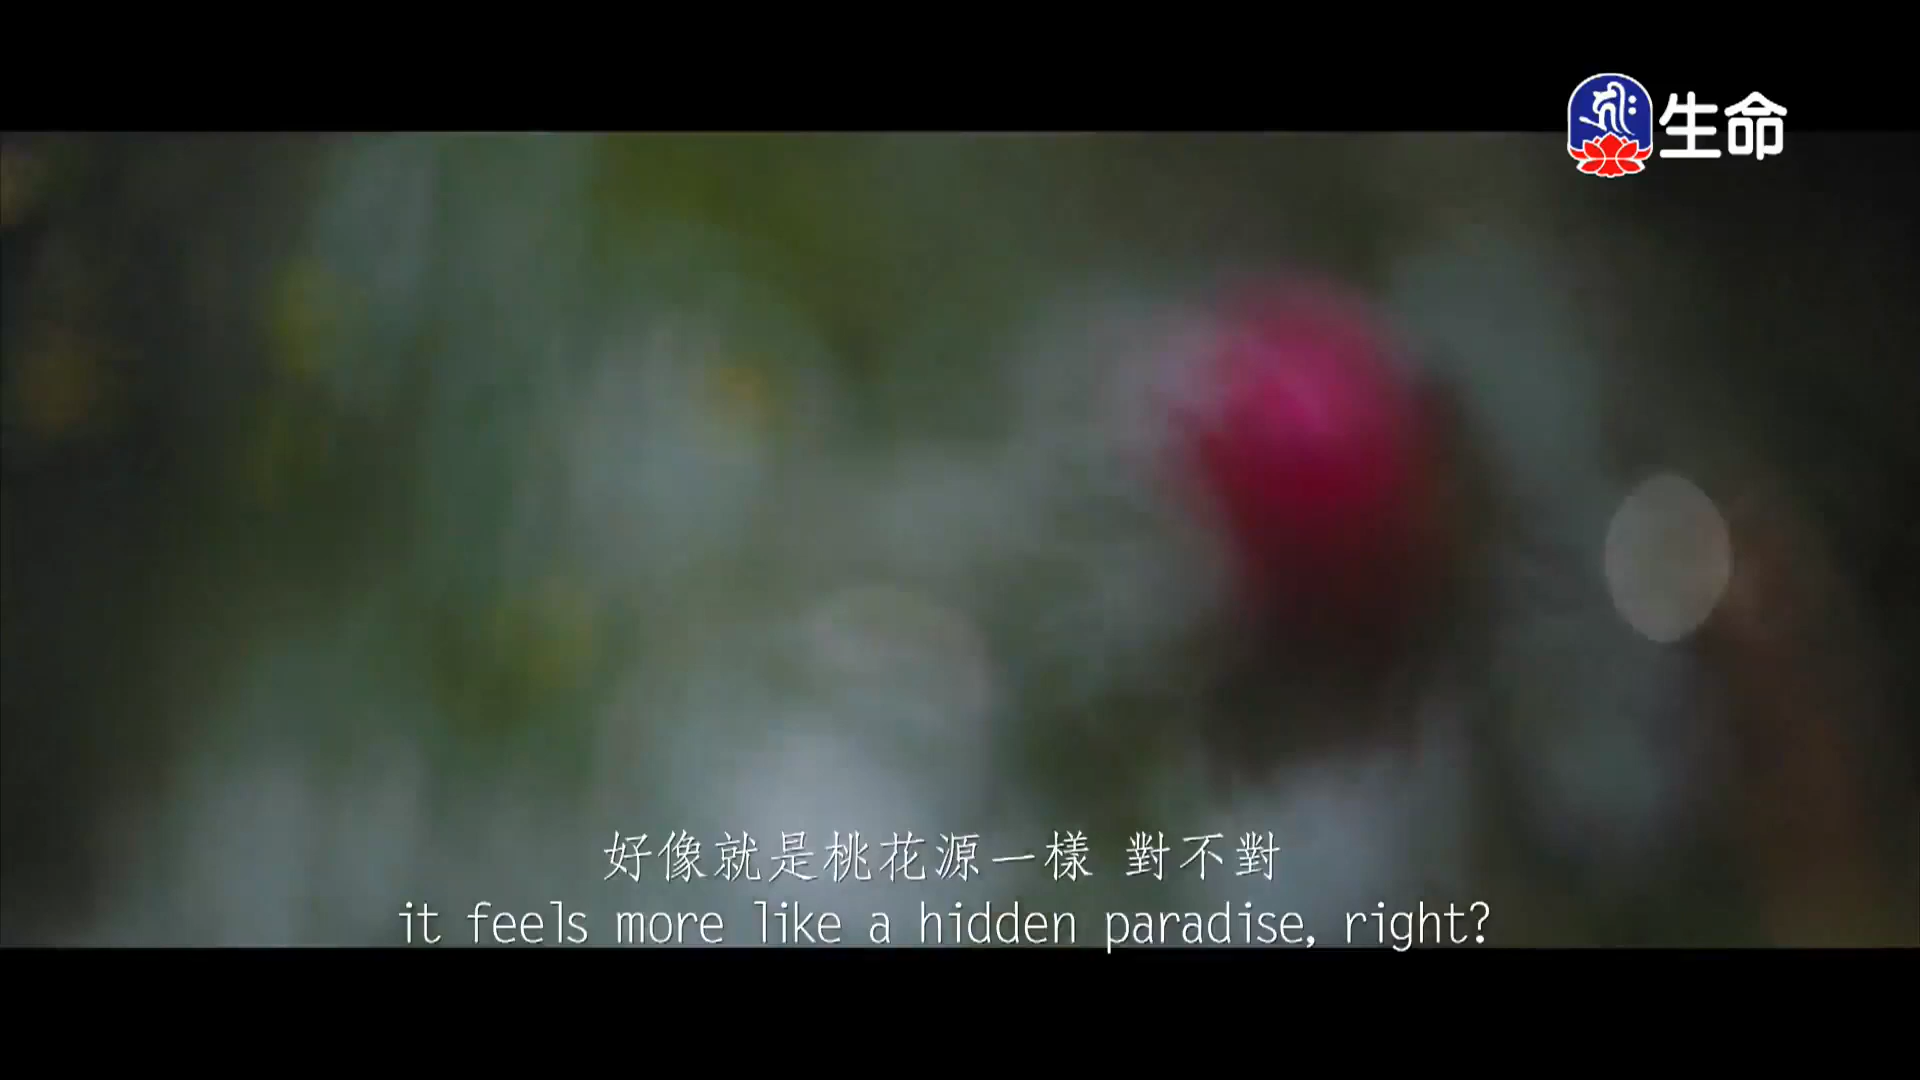 生命
好像就是桃花源一樣 對不對
it feels more like a hidden paradise, right?